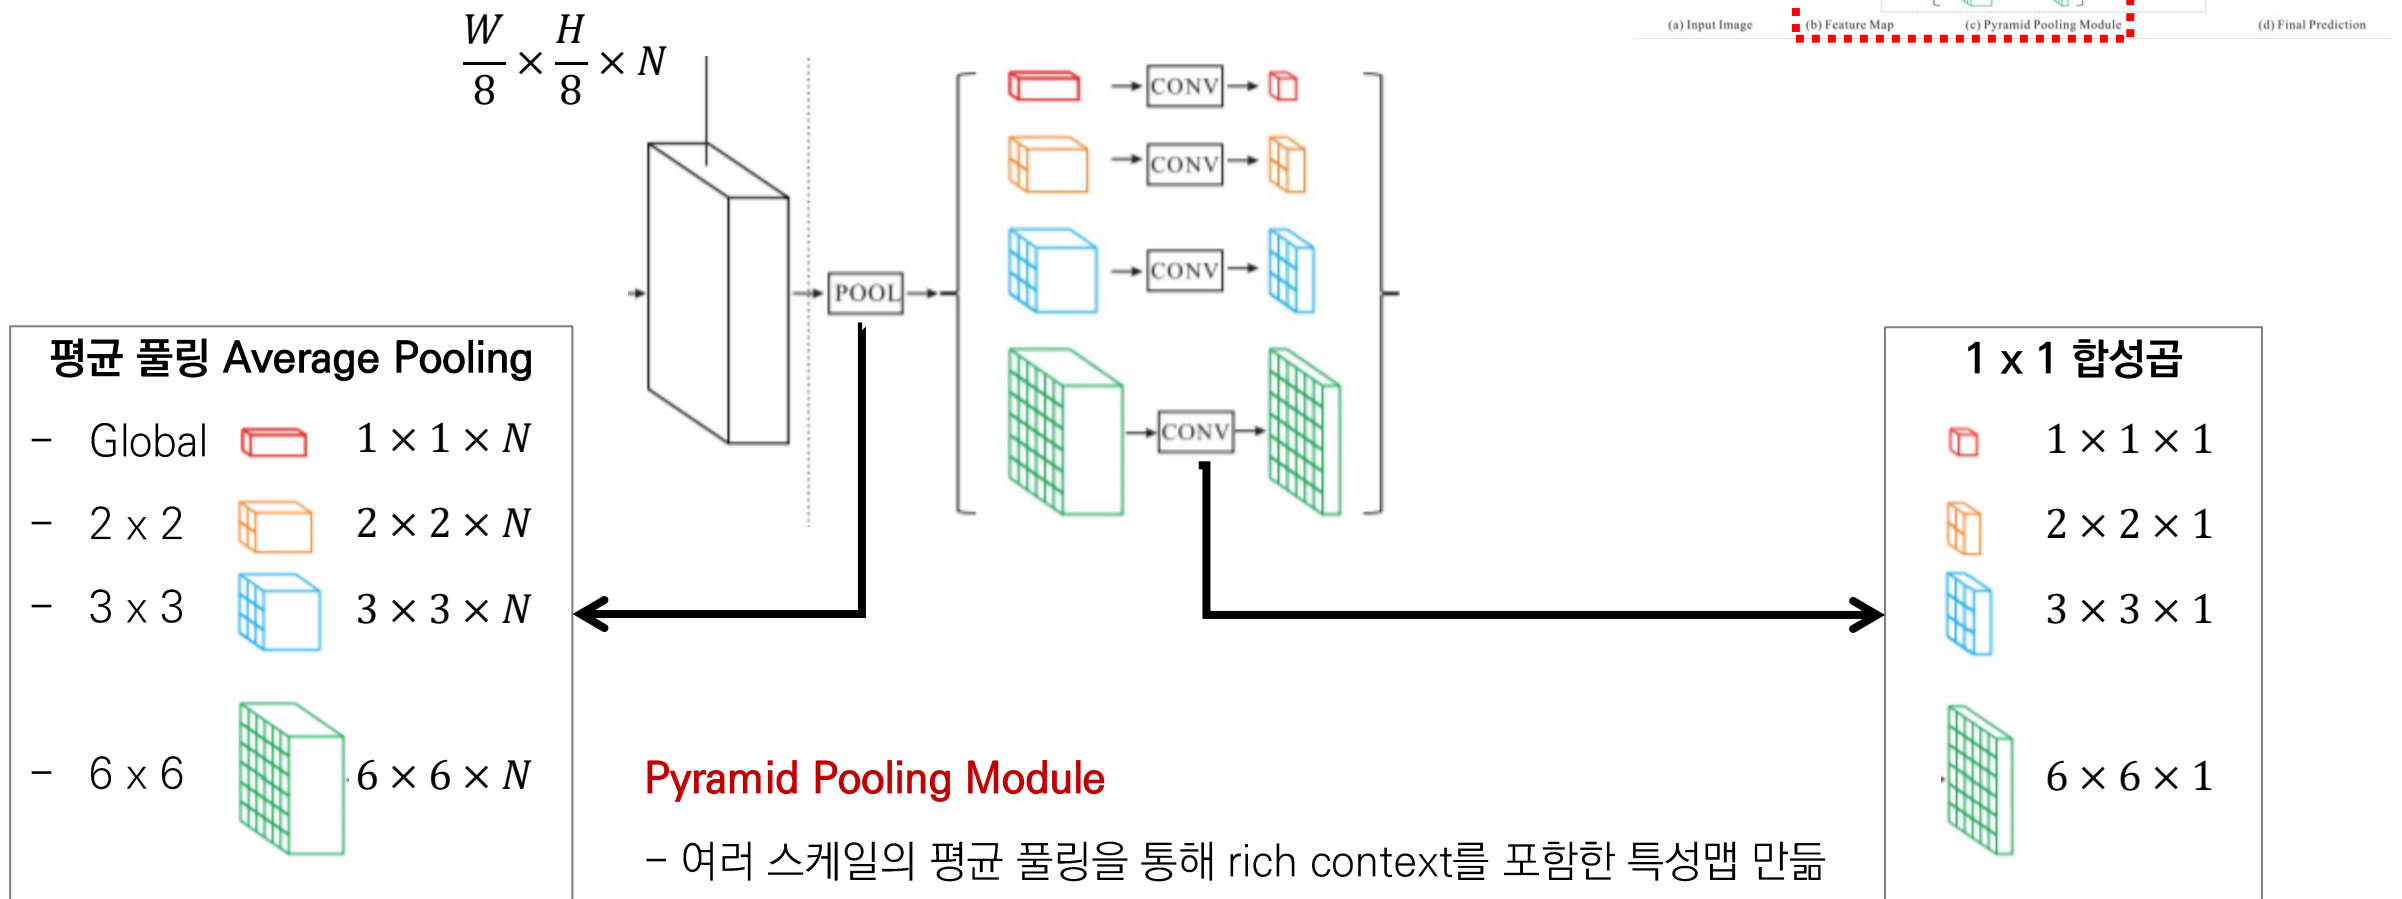 (a) Input Image
(b) Feature Map
(c) Pyramid Pooling Module
(d) Final Prediction
W/8 × H/8 × N
CONV
CONV
CONV
POOL
CONV
평균 풀링 Average Pooling
- Global 1 × 1 × N
- 2 x 2 2 × 2 × N
- 3 x 3 3 × 3 × N
- 6 x 6 6 × 6 × N
1 x 1 합성곱
1 × 1 × 1
2 × 2 × 1
3 × 3 × 1
6 × 6 × 1
Pyramid Pooling Module
- 여러 스케일의 평균 풀링을 통해 rich context를 포함한 특성맵 만듦